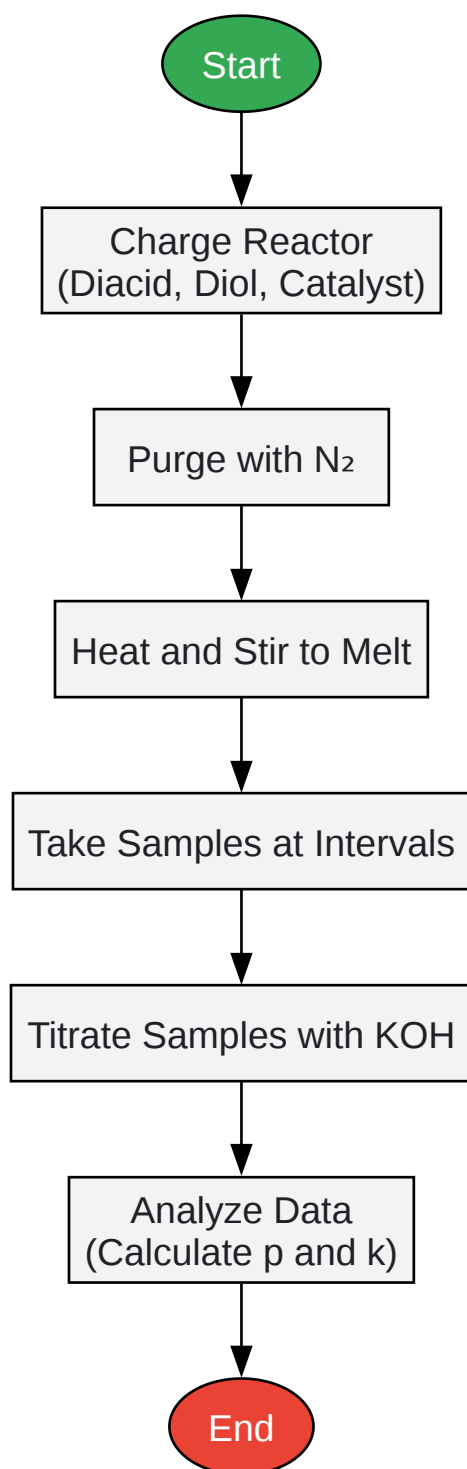 Start
Charge Reactor
(Diacid, Diol, Catalyst)
Purge with N₂
Heat and Stir to Melt
Take Samples at Intervals
Titrate Samples with KOH
Analyze Data
(Calculate p and k)
End